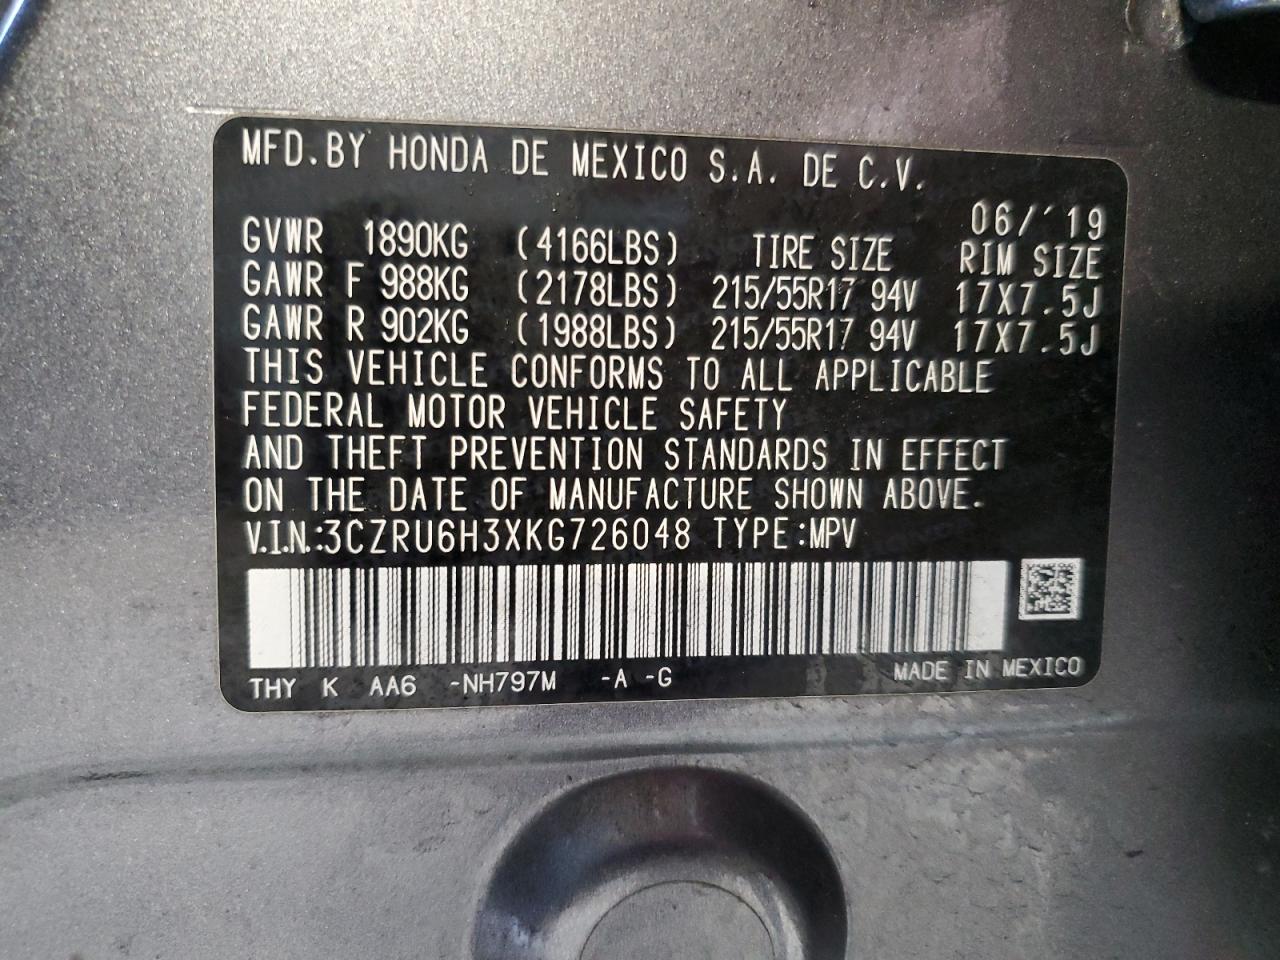 MFD.BY HONDA DE MEXICO S.A. DE C.V.
06/'19
GVWR 1890KG (4166LBS) TIRE SIZE RIM SIZE
GAWR F 988KG (2178LBS) 215/55R17 94V 17X7.5J
GAWR R 902KG (1988LBS) 215/55R17 94V 17X7.5J
THIS VEHICLE CONFORMS TO ALL APPLICABLE
FEDERAL MOTOR VEHICLE SAFETY
AND THEFT PREVENTION STANDARDS IN EFFECT
ON THE DATE OF MANUFACTURE SHOWN ABOVE.
V.I.N.:3CZRU6H3XKG726048 TYPE:MPV
THY K AA6 -NH797M -A -G MADE IN MEXICO